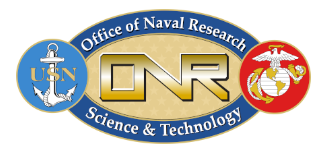 Office of Naval Research
USN
ONR
Science & Technology